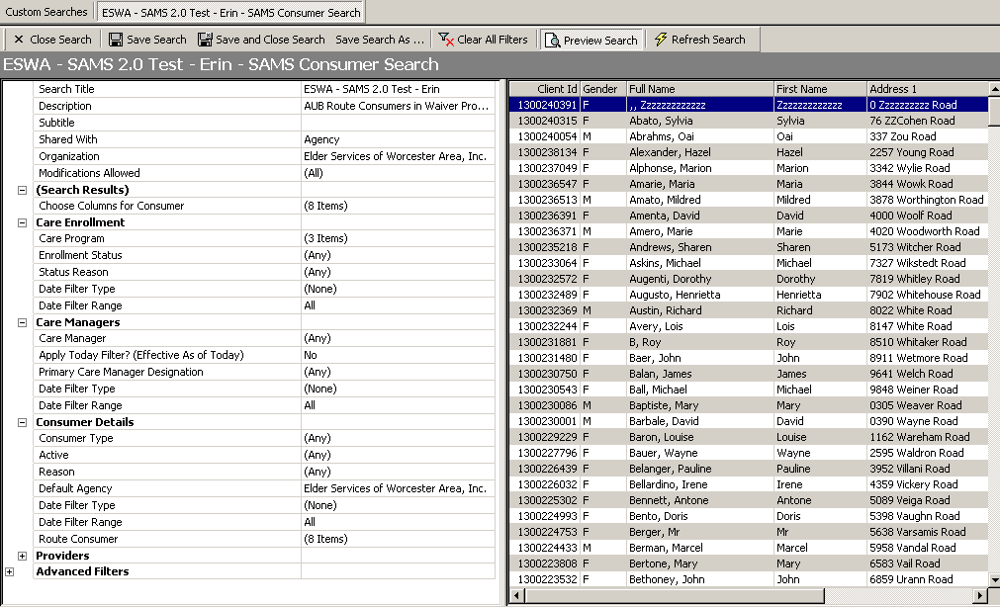 Custom Searches ESWA - SAMS 2.0 Test - Erin - SAMS Consumer Search
Close Search Save Search Save and Close Search Save Search As ... Clear All Filters Preview Search Refresh Search
ESWA - SAMS 2.0 Test - Erin - SAMS Consumer Search
Search Title ESWA - SAMS 2.0 Test - Erin
Description AUB Route Consumers in Waiver Pro...
Subtitle
Shared With Agency
Organization Elder Services of Worcester Area, Inc.
Modifications Allowed (All)
(Search Results)
Choose Columns for Consumer (8 Items)
Care Enrollment
Care Program (3 Items)
Enrollment Status (Any)
Status Reason (Any)
Date Filter Type (None)
Date Filter Range All
Care Managers
Care Manager (Any)
Apply Today Filter? (Effective As of Today) No
Primary Care Manager Designation (Any)
Date Filter Type (None)
Date Filter Range All
Consumer Details
Consumer Type (Any)
Active (Any)
Reason (Any)
Default Agency Elder Services of Worcester Area, Inc.
Date Filter Type (None)
Date Filter Range All
Route Consumer (8 Items)
Providers
Advanced Filters
Client Id Gender Full Name First Name Address 1
1300240391 F ,, Zzzzzzzzzzzzz Zzzzzzzzzzzzz 0 Zzzzzzzzzz Road
1300240315 F Abato, Sylvia Sylvia 76 ZZCohen Road
1300240054 M Abrahms, Oai Oai 337 Zou Road
1300238134 F Alexander, Hazel Hazel 2257 Young Road
1300237049 F Alphonse, Marion Marion 3342 Wylie Road
1300236547 F Amarie, Maria Maria 3844 Wowk Road
1300236513 M Amato, Mildred Mildred 3878 Worthington Road
1300236391 F Amenta, David David 4000 Woolf Road
1300236371 M Amero, Marie Marie 4020 Woodworth Road
1300235218 F Andrews, Sharen Sharen 5173 Witcher Road
1300233064 F Askins, Michael Michael 7327 Wikstedt Road
1300232572 F Augenti, Dorothy Dorothy 7819 Whitley Road
1300232489 F Augusto, Henrietta Henrietta 7902 Whitehouse Road
1300232369 M Austin, Richard Richard 8022 White Road
1300232244 F Avery, Lois Lois 8147 White Road
1300231881 F B, Roy Roy 8510 Whitaker Road
1300231480 F Baer, John John 8911 Wetmore Road
1300230750 F Balan, James James 9641 Welch Road
1300230543 F Ball, Michael Michael 9848 Weiner Road
1300230086 M Baptiste, Mary Mary 0305 Weaver Road
1300230001 M Barbale, David David 0390 Wayne Road
1300229229 F Baron, Louise Louise 1162 Wareham Road
1300227796 F Bauer, Wayne Wayne 2595 Waldron Road
1300226439 F Belanger, Pauline Pauline 3952 Villani Road
1300226032 F Bellardino, Irene Irene 4359 Vickery Road
1300225302 F Bennett, Antone Antone 5089 Veiga Road
1300224993 F Bento, Doris Doris 5398 Vaughn Road
1300224753 F Berger, Mr Mr 5638 Varsamis Road
1300224433 M Berman, Marcel Marcel 5958 Vandal Road
1300223808 F Bertone, Mary Mary 6583 Vail Road
1300223532 F Bethoney, John John 6859 Urann Road